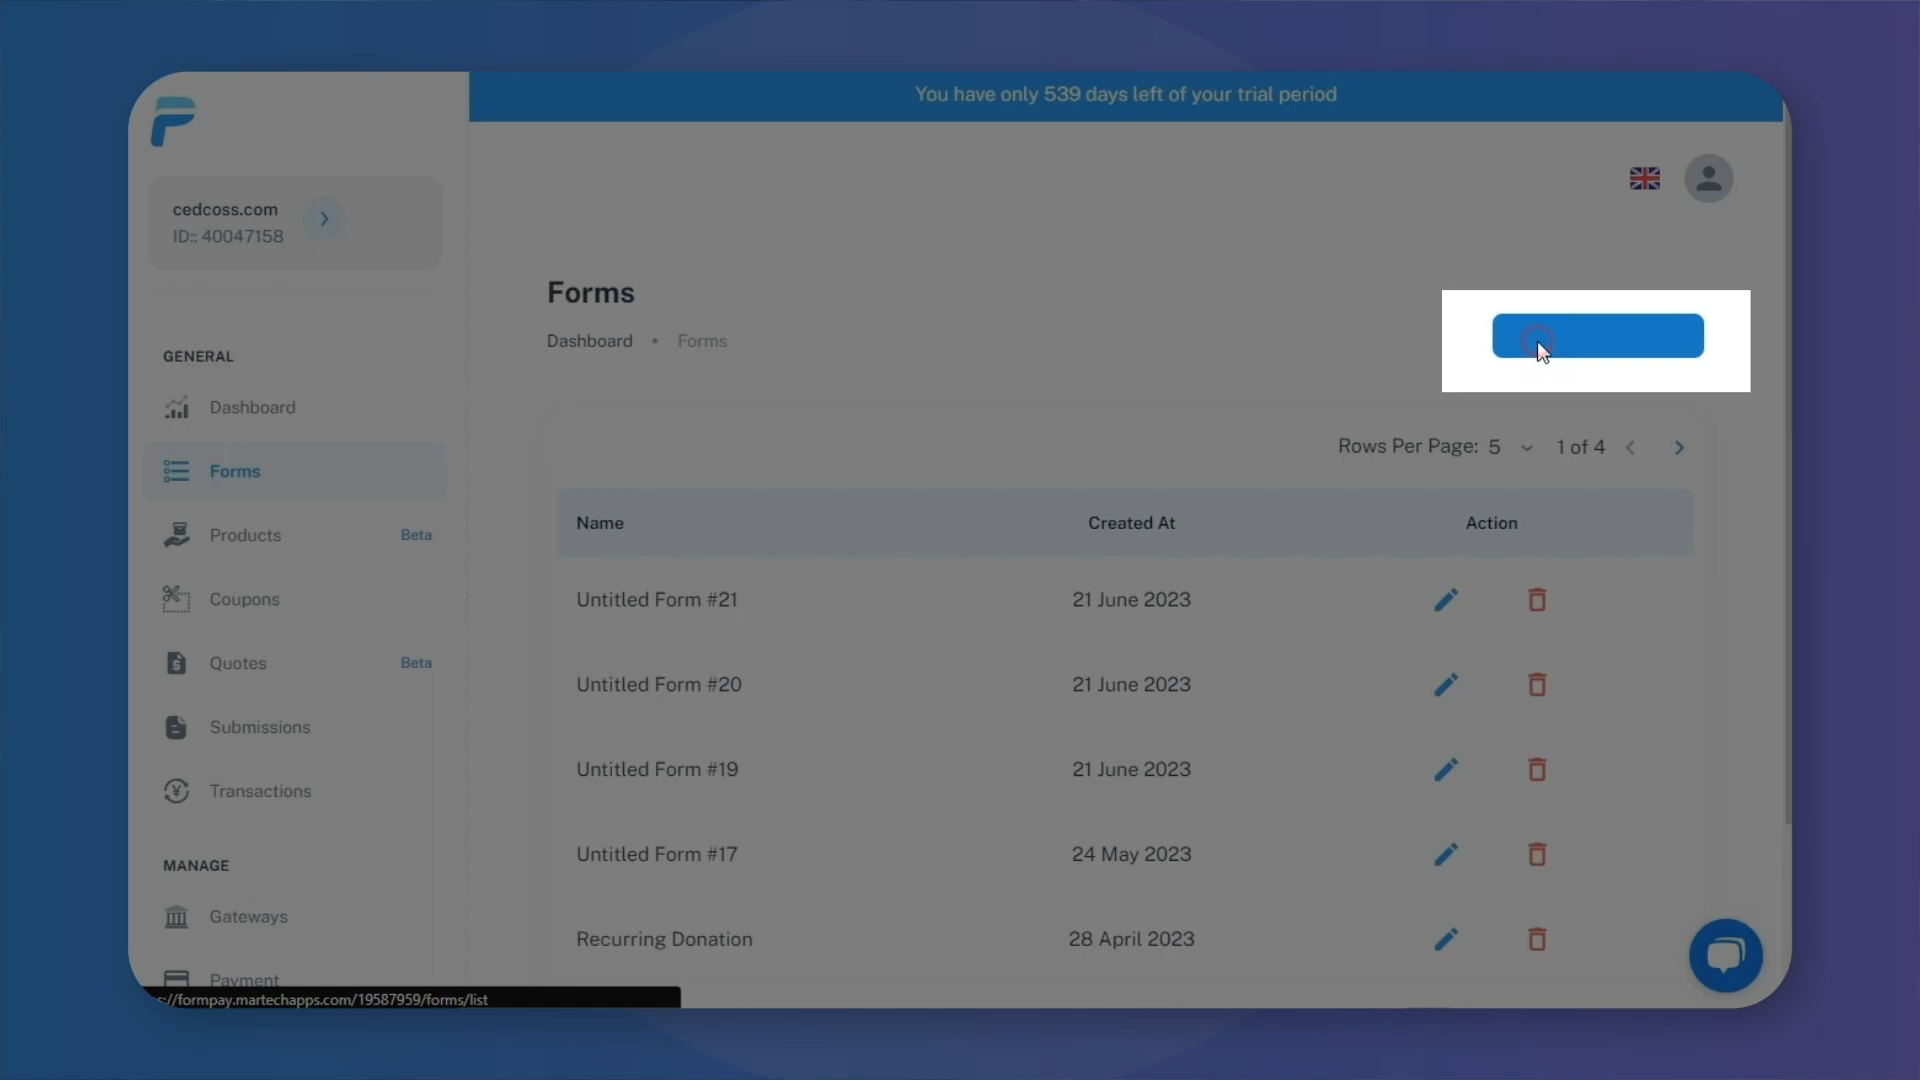 You have only 539 days left of your trial period
cedcoss.com
ID:: 40047158
Forms
Dashboard • Forms
GENERAL
Dashboard
Forms
Products Beta
Coupons
Quotes Beta
Submissions
Transactions
MANAGE
Gateways
Payment
Rows Per Page: 5 1 of 4
Name Created At Action
Untitled Form #21 21 June 2023
Untitled Form #20 21 June 2023
Untitled Form #19 21 June 2023
Untitled Form #17 24 May 2023
Recurring Donation 28 April 2023
s://formpay.martechapps.com/19587959/forms/list